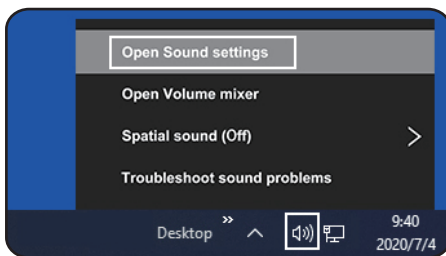 Open Sound settings
Open Volume mixer
Spatial sound (Off)
Troubleshoot sound problems
Desktop
9:40
2020/7/4